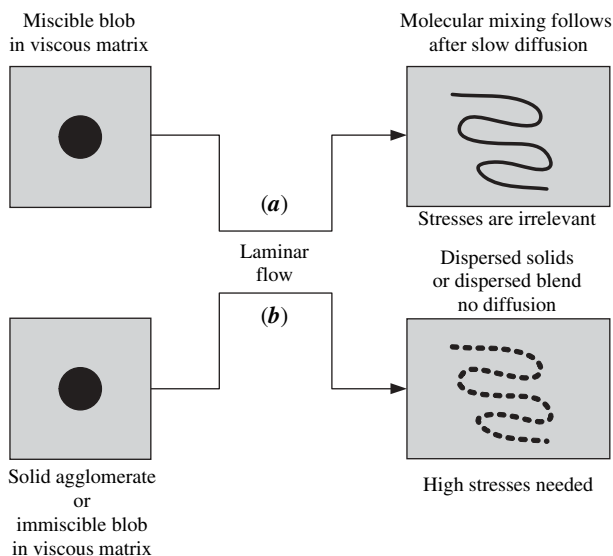 Miscible blob
in viscous matrix
Molecular mixing follows
after slow diffusion
(a)
Stresses are irrelevant
Laminar
flow
Dispersed solids
or dispersed blend
no diffusion
(b)
Solid agglomerate
or
immiscible blob
in viscous matrix
High stresses needed